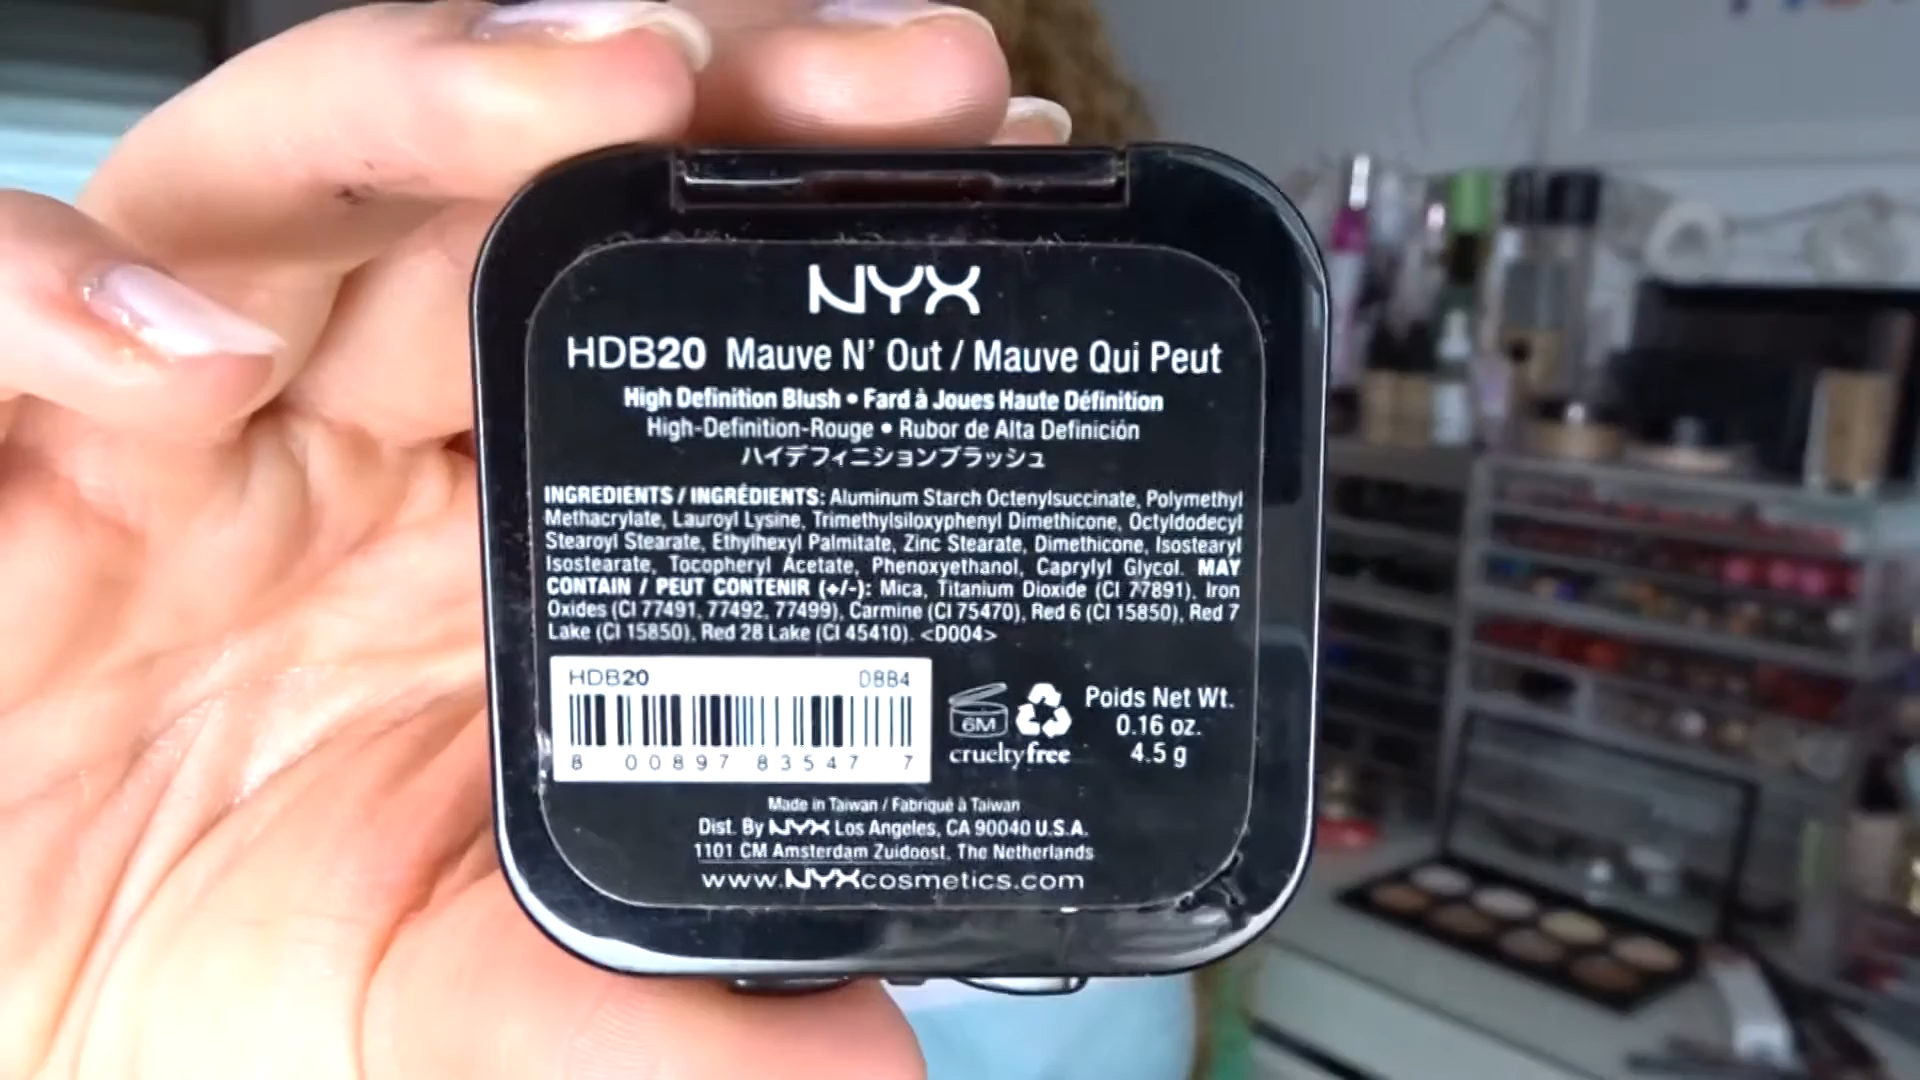 NYX
HDB20 Mauve N' Out / Mauve Qui Peut
High Definition Blush • Fard à Joues Haute Définition
High-Definition-Rouge • Rubor de Alta Definición
ハイデフィニションブラッシュ
INGREDIENTS / INGRÉDIENTS: Aluminum Starch Octenylsuccinate, Polymethyl
Methacrylate, Lauroyl Lysine, Trimethylsiloxyphenyl Dimethicone, Octyldodecyl
Stearoyl Stearate, Ethylhexyl Palmitate, Zinc Stearate, Dimethicone, Isostearyl
Isostearate, Tocopheryl Acetate, Phenoxyethanol, Caprylyl Glycol. MAY
CONTAIN / PEUT CONTENIR (+/-): Mica, Titanium Dioxide (CI 77891), Iron
Oxides (CI 77491, 77492, 77499), Carmine (CI 75470), Red 6 (CI 15850), Red 7
Lake (CI 15850), Red 28 Lake (CI 45410). <D004>
HDB20 DBB4
8 00897 83547 7
6M
crueltyfree
Poids Net Wt.
0.16 oz.
4.5 g
Made in Taiwan / Fabriqué à Taiwan
Dist. By NYX Los Angeles, CA 90040 U.S.A.
1101 CM Amsterdam Zuidoost, The Netherlands
www.NYXcosmetics.com